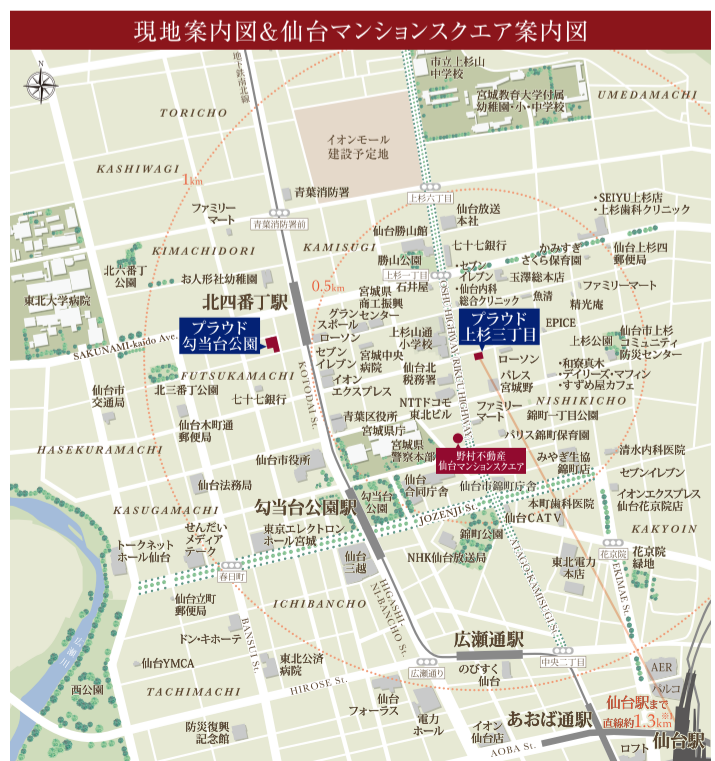 現地案内図&仙台マンションスクエア案内図
N
地下鉄南北線
市立上杉山
中学校
宮城教育大学付属
幼稚園・小・中学校
UMEDAMACHI
TORICHO
イオンモール
建設予定地
KASHIWAGI
1km
青葉消防署
ファミリー
マート
青葉消防署前
上杉六丁目
仙台放送
本社
・SEIYU上杉店
・上杉歯科クリニック
KIMACHIDORI
KAMISUGI
仙台勝山館
勝山公園
七十七銀行
かみすぎ
さくら保育園
仙台上杉四
郵便局
北六番丁
公園
お人形社幼稚園
上杉一丁目
石井屋
・セブン
イレブン
・仙台内科
総合クリニック
玉澤総本店
魚清
ファミリーマート
精光庵
東北大学病院
北四番丁駅
0.5km
宮城県
商工振興
センター
グラン
スポール
ローソン
プラウド
勾当台公園
プラウド
上杉三丁目
EPICE
上杉公園
仙台市上杉
コミュニティ
防災センター
SAKUNAMI-kaido Ave.
上杉山通
小学校
OSHU HIGHWAY・RIKU'U HIGHWAY
セブン
イレブン
宮城中央
病院
仙台北
税務署
ローソン
パレス
宮城野
・和寮真木
・デイリーズ・マフィン
・すずめ屋カフェ
FUTSUKAMACHI
仙台市
交通局
北三番丁公園
七十七銀行
KOTODAI St.
イオン
エクスプレス
NISHIKICHO
NTTドコモ
東北ビル
ファミリー
マート
錦町一丁目公園
仙台木町通
郵便局
青葉区役所
宮城県庁
宮城県
警察本部
パリス錦町保育園
野村不動産
仙台マンションスクエア
みやぎ生協
錦町店
清水内科医院
HASEKURAMACHI
仙台市役所
仙台法務局
仙台
合同庁舎
仙台市錦町庁舎
セブンイレブン
イオンエクスプレス
仙台花京院店
KASUGAMACHI
勾当台公園駅
勾当台
公園
JOZENJI St.
本町歯科医院
仙台CATV
KAKYOIN
トークネット
ホール仙台
せんだい
メディア
テーク
東京エレクトロン
ホール宮城
仙台
三越
錦町公園
NHK仙台放送局
ATAGO-KAMISUGI St.
東北電力
本店
花京院
花京院
緑地
EKIMAE St.
春日町
仙台立町
郵便局
ICHIBANCHO
HIGASHI-
NI-BANCHO St.
ドン・キホーテ
BANSUI St.
広瀬川
広瀬通駅
仙台YMCA
東北公済
病院
広瀬通り
のびすく
仙台
中央二丁目
AER
パルコ
西公園
TACHIMACHI
HIROSE St.
仙台
フォーラス
仙台駅まで
直線約1.3km※)
防災復興
記念館
電力
ホール
イオン
仙台店
あおば通駅
AOBA St.
ロフト
仙台駅